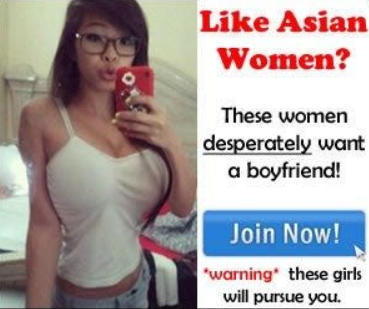 Like Asian
Women?
These women
desperately want
a boyfriend!
Join Now!
*warning* these girls
will pursue you.